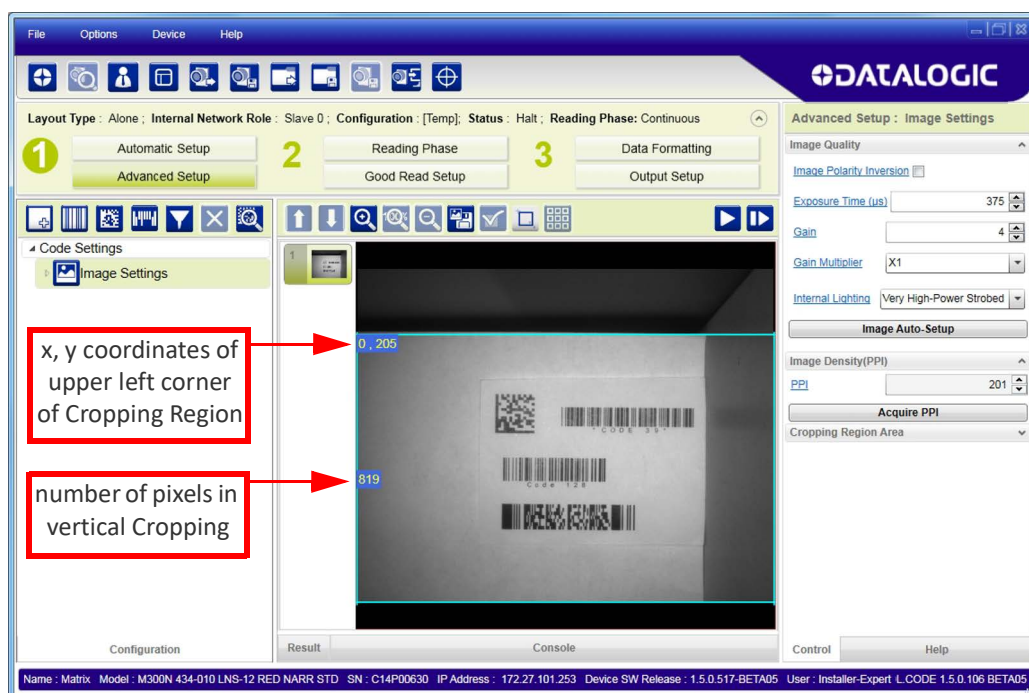 File Options Device Help
DATALOGIC
Layout Type : Alone ; Internal Network Role : Slave 0 ; Configuration : [Temp]; Status : Halt ; Reading Phase: Continuous
1 Automatic Setup 2 Reading Phase 3 Data Formatting
Advanced Setup Good Read Setup Output Setup
Advanced Setup : Image Settings
Image Quality
Image Polarity Inversion
Exposure Time (µs) 375
Gain 4
Gain Multiplier X1
Internal Lighting Very High-Power Strobed
Image Auto-Setup
Image Density(PPI)
PPI 201
Acquire PPI
Cropping Region Area
Code Settings
Image Settings
1
x, y coordinates of
upper left corner
of Cropping Region
0 , 205
number of pixels in
vertical Cropping
819
"CODE 39"
Code 128
Configuration Result Console Control Help
Name : Matrix Model : M300N 434-010 LNS-12 RED NARR STD SN : C14P00630 IP Address : 172.27.101.253 Device SW Release : 1.5.0.517-BETA05 User : Installer-Expert L.CODE 1.5.0.106 BETA05